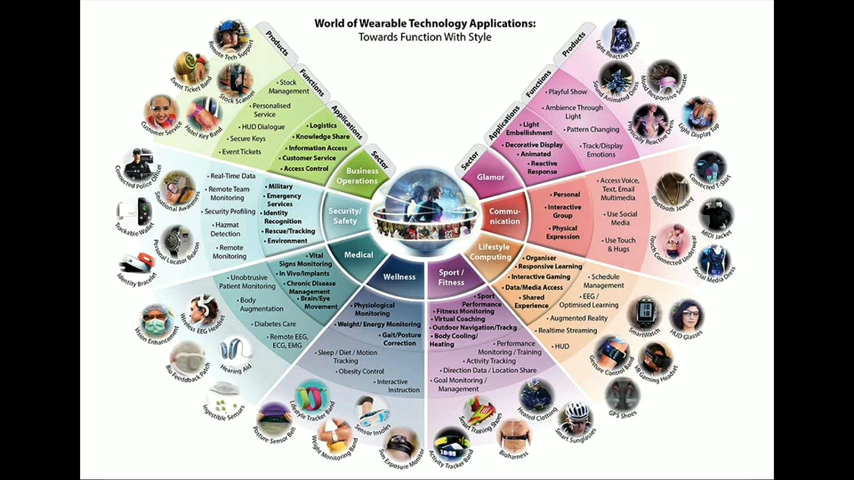 World of Wearable Technology Applications:
Towards Function With Style
Products
Functions
Applications
Sector
Business
Operations
• Logistics
• Knowledge Share
• Information Access
• Customer Service
• Access Control
• Stock
Management
• Personalised
Service
• HUD Dialogue
• Secure Keys
• Event Tickets
Remote Tech Support
Event Ticket Band
Stock Scanner
Customer Service
Hotel Key Band
Security/
Safety
• Military
• Emergency
Services
• Identity
Recognition
• Rescue/Tracking
• Environment
• Real-Time Data
• Remote Team
Monitoring
• Security Profiling
• Hazmat
Detection
• Remote
Monitoring
Connected Police Officer
Situational Awareness
Trackable Wallet
Personal Locator Beacon
Identity Bracelet
Medical
• Vital
Signs Monitoring
• In Vivo/Implants
• Chronic Disease
Management
• Brain/Eye
Movement
• Unobtrusive
Patient Monitoring
• Body
Augmentation
• Diabetes Care
• Remote EEG,
ECG, EMG
Vision Enhancement
Wireless EEG Headset
Bio Feedback Patch
Hearing Aid
Ingestible Sensors
Wellness
• Physiological
Monitoring
• Weight/ Energy Monitoring
• Gait/Posture
Correction
• Sleep / Diet / Motion
Tracking
• Obesity Control
• Interactive
Instruction
Posture Sensor Belt
Lifestyle Tracker Band
Weight Monitoring Band
Sensor Insoles
Sun Exposure Monitor
Sport /
Fitness
• Sport
Performance
• Fitness Monitoring
• Virtual Coaching
• Outdoor Navigation/Trackg
• Body Cooling/
Heating
• Performance
Monitoring / Training
• Activity Tracking
• Direction Data / Location Share
• Goal Monitoring /
Management
Activity Tracker Band
Smart Training Shoes
Bioharness
Heated Clothing
Smart Sunglasses
Lifestyle
Computing
• Organiser
• Responsive Learning
• Interactive Gaming
• Data/Media Access
• Shared
Experience
• Schedule
Management
• EEG /
Optimised Learning
• Augmented Reality
• Realtime Streaming
• HUD
SmartWatch
HUD Glasses
Gesture Control Band
VR Gaming Headset
GPS Shoes
Commu-
nication
• Personal
• Interactive
Group
• Physical
Expression
• Access Voice,
Text, Email
Multimedia
• Use Social
Media
• Use Touch
& Hugs
Connected T-Shirt
Bluetooth Jewelry
MIDI Jacket
Touch Connected Underwear
Social Media Dress
Products
Functions
Applications
Sector
Glamor
• Light
Embellishment
• Decorative Display
• Animated
• Reactive
Response
• Playful Show
• Ambience Through
Light
• Pattern Changing
• Track/Display
Emotions
Light Reactive Dress
Sound Animated Dress
Mood Responsive Sweater
Physically Reactive Dress
Light Display Top